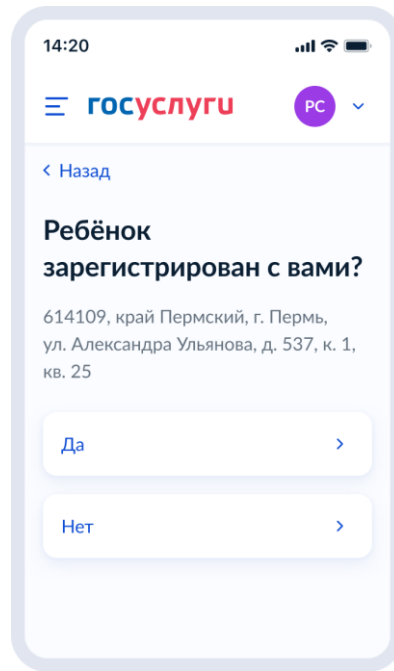 14:20
госуслуги
РС
Назад
Ребёнок
зарегистрирован с вами?
614109, край Пермский, г. Пермь,
ул. Александра Ульянова, д. 537, к. 1,
кв. 25
Да
Нет